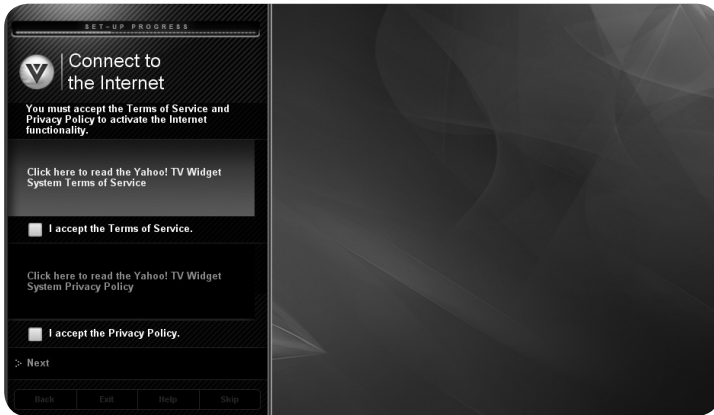 SET-UP PROGRESS
Connect to
the Internet
You must accept the Terms of Service and
Privacy Policy to activate the Internet
functionality.
Click here to read the Yahoo! TV Widget
System Terms of Service
I accept the Terms of Service.
Click here to read the Yahoo! TV Widget
System Privacy Policy
I accept the Privacy Policy.
Next
Back Exit Help Skip